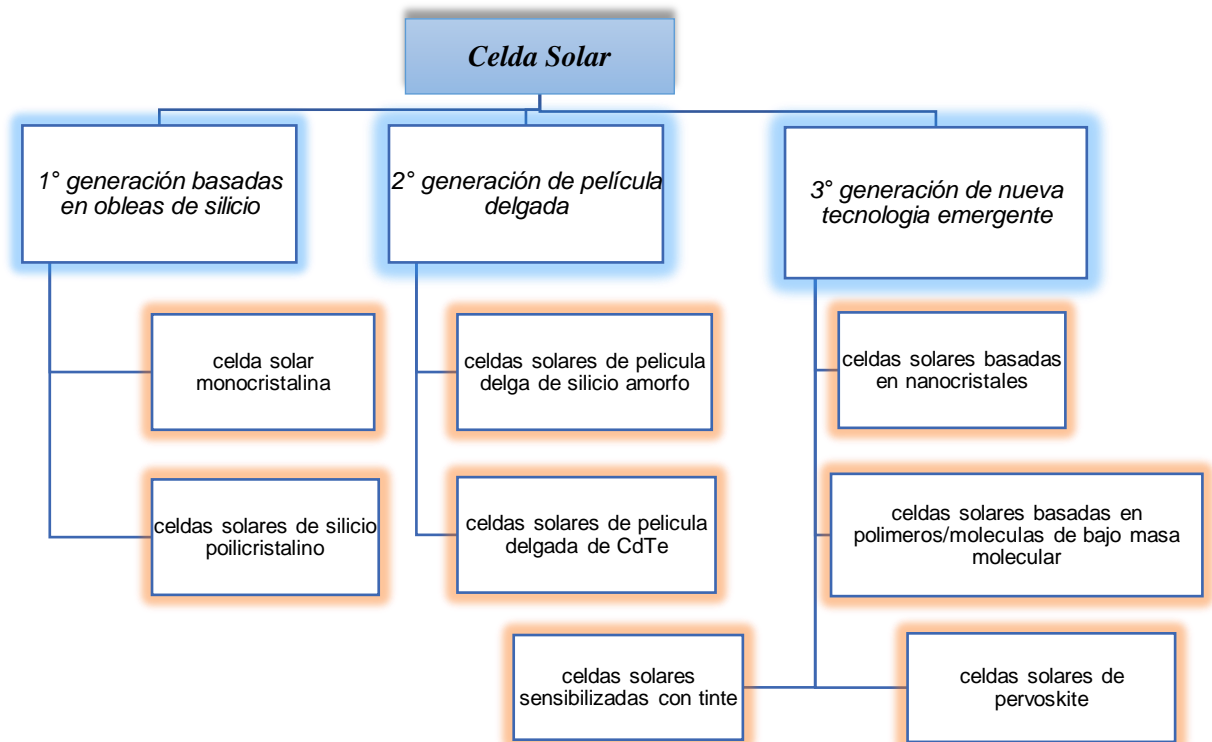 Celda Solar
1° generación basadas
en obleas de silicio
2° generación de película
delgada
3° generación de nueva
tecnologia emergente
celda solar
monocristalina
celdas solares de silicio
poilicristalino
celdas solares de pelicula
delga de silicio amorfo
celdas solares de pelicula
delgada de CdTe
celdas solares basadas
en nanocristales
celdas solares basadas en
polimeros/moleculas de bajo masa
molecular
celdas solares
sensibilizadas con tinte
celdas solares de
pervoskite